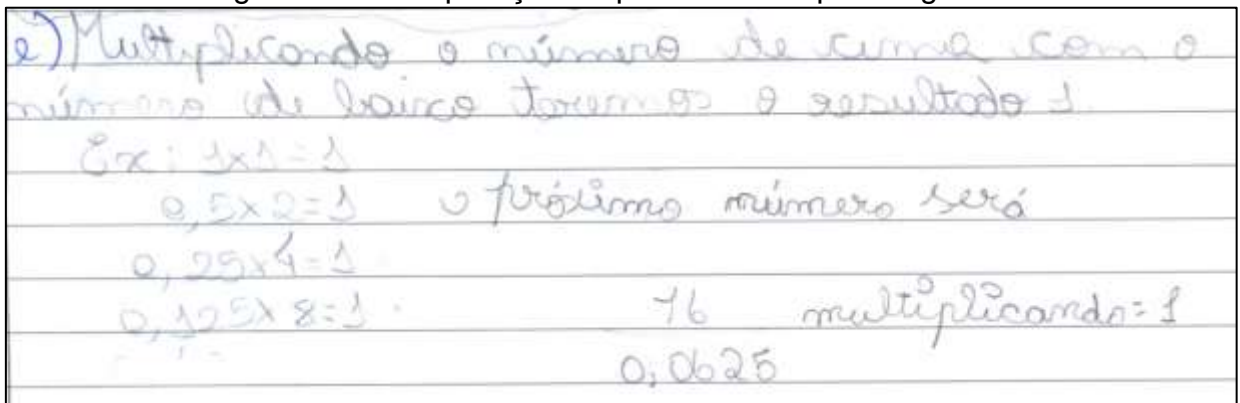 e) Multiplicando o número de cima com o
número de baixo teremos o resultado 1.
Ex: 1x1=1
0,5x2=1 o próximo número será
0,25x4=1
0,125x8=1. 16 multiplicando=1
0,0625